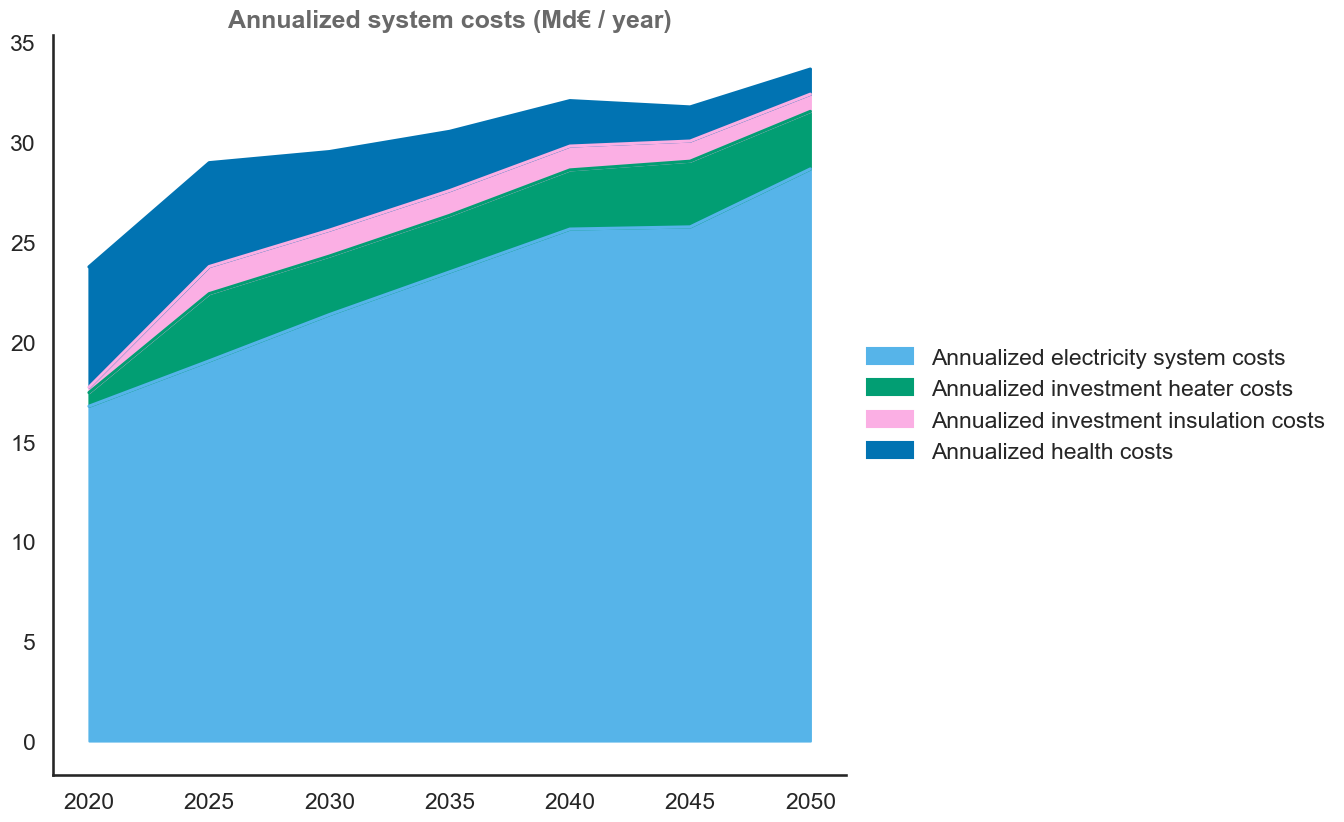 Annualized system costs (Md€ / year)
35
30
25
20
15
10
5
0
2020 2025 2030 2035 2040 2045 2050
Annualized electricity system costs
Annualized investment heater costs
Annualized investment insulation costs
Annualized health costs